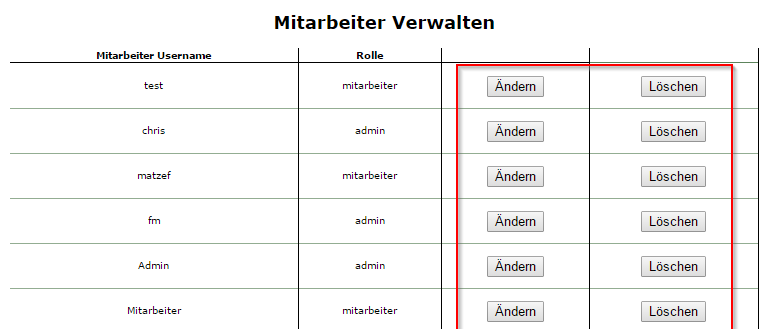 Mitarbeiter Verwalten
Mitarbeiter Username Rolle
test mitarbeiter Ändern Löschen
chris admin Ändern Löschen
matzef mitarbeiter Ändern Löschen
fm admin Ändern Löschen
Admin admin Ändern Löschen
Mitarbeiter mitarbeiter Ändern Löschen